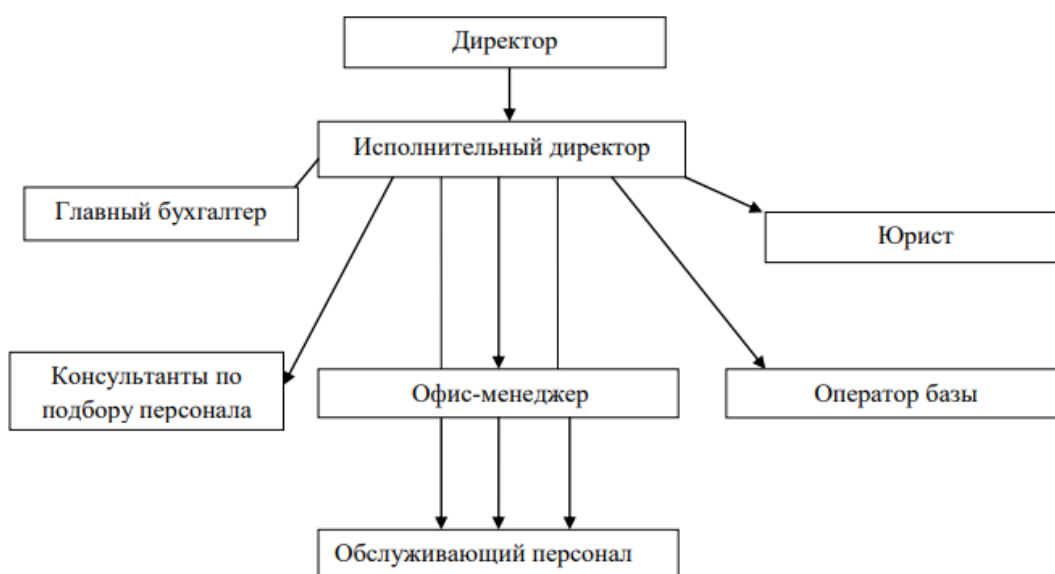 Директор
Исполнительный директор
Главный бухгалтер
Юрист
Консультанты по
подбору персонала
Офис-менеджер
Оператор базы
Обслуживающий персонал